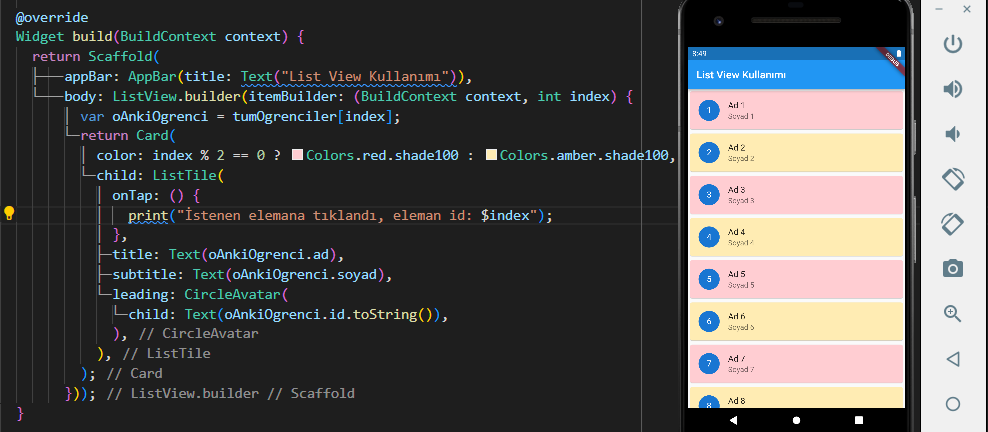 @override
Widget build(BuildContext context) {
return Scaffold(
appBar: AppBar(title: Text("List View Kullanımı")),
body: ListView.builder(itemBuilder: (BuildContext context, int index) {
var oAnkiOgrenci = tumOgrenciler[index];
return Card(
color: index % 2 == 0 ? Colors.red.shade100 : Colors.amber.shade100,
child: ListTile(
onTap: () {
print("İstenen elemana tıklandı, eleman id: $index");
},
title: Text(oAnkiOgrenci.ad),
subtitle: Text(oAnkiOgrenci.soyad),
leading: CircleAvatar(
child: Text(oAnkiOgrenci.id.toString()),
), // CircleAvatar
), // ListTile
); // Card
})); // ListView.builder // Scaffold
}
8:49
DEBUG
List View Kullanımı
1
Ad 1
Soyad 1
2
Ad 2
Soyad 2
3
Ad 3
Soyad 3
4
Ad 4
Soyad 4
5
Ad 5
Soyad 5
6
Ad 6
Soyad 6
7
Ad 7
Soyad 7
8
Ad 8